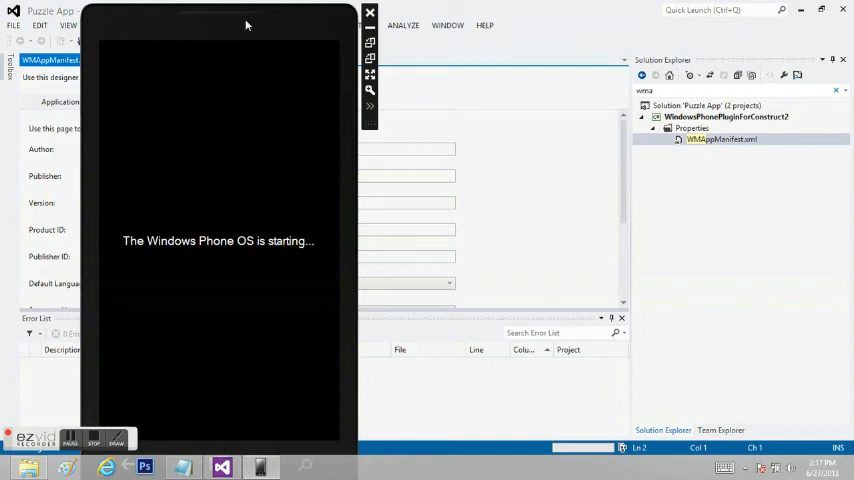 Puzzle App
Quick Launch (Ctrl+Q)
FILE EDIT VIEW
ANALYZE WINDOW HELP
Toolbox
WMAppManifest.
Use this designer
Application
Use this page to
Author:
Publisher:
Version:
Product ID:
Publisher ID:
Default Langua
The Windows Phone OS is starting...
Solution Explorer
wma
Solution 'Puzzle App' (2 projects)
WindowsPhonePluginForConstruct2
Properties
WMAppManifest.xml
Error List
0 Erro
Search Error List
Description
File Line Colu... Project
ezvid
RECORDER
PAUSE STOP DRAW
Solution Explorer Team Explorer
Ln 2 Col 1 Ch 1 INS
Ps
2:17 PM
6/27/2013